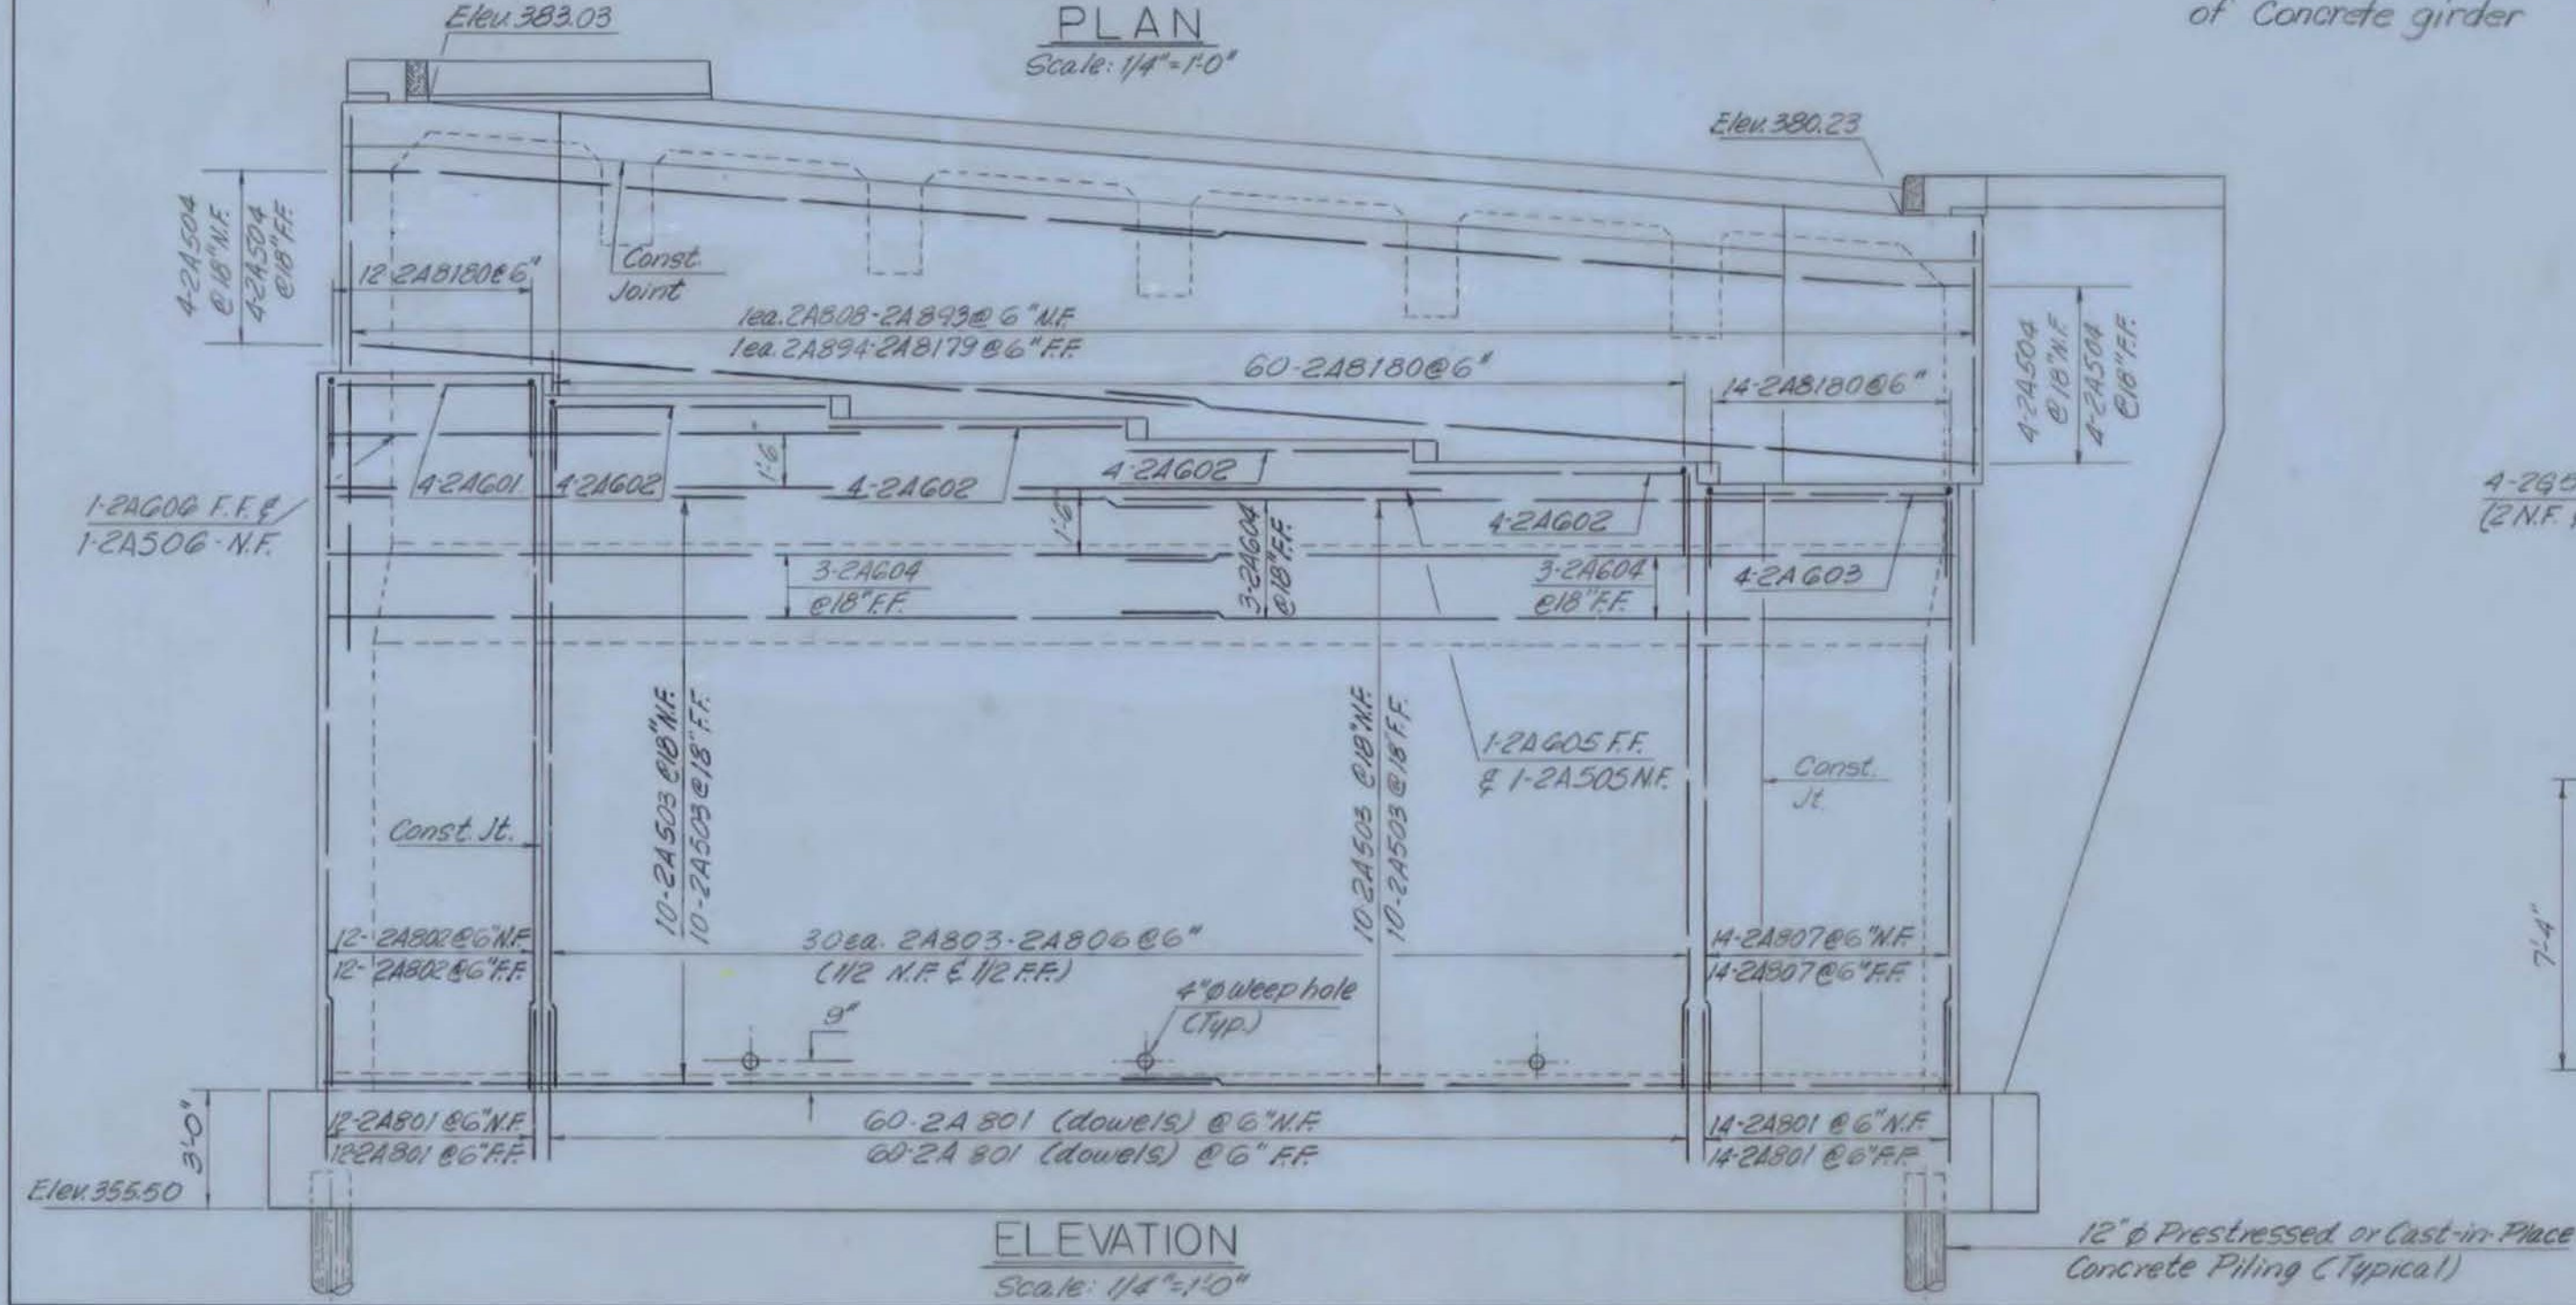 Elev. 383.03
PLAN
Scale: 1/4"=1'-0"
of Concrete girder
Elev. 380.23
4-2A504
@ 18" N.F.
4-2A504
@18" F.F.
12-2A8180@6"
Const.
Joint
1ea. 2A808-2A893@ 6" N.F.
1ea. 2A894-2A8179@6" F.F.
60-2A8180@6"
14-2A8180@6"
4-2A504
@ 18" N.F.
4-2A504
@18" F.F.
1-2A606 F.F. &
1-2A506 - N.F.
4-2A601
4-2A602
1'-6"
4-2A602
4-2A602
4-2A602
1'-6"
3-2A604
@18" F.F.
3-2A604
@18" F.F.
3-2A604
@18" F.F.
4-2A603
(2 N.F.
10-2A503 @18" N.F.
10-2A503 @18" F.F.
10-2A503 @18" N.F.
10-2A503 @18" F.F.
1-2A605 F.F.
& 1-2A505 N.F.
Const.
Jt.
Const. Jt.
7'-4"
12-2A802@6" N.F.
12-2A802@6" F.F.
30ea. 2A803-2A806@6"
(1/2 N.F. & 1/2 F.F.)
14-2A807@6" N.F.
14-2A807@6" F.F.
9"
4"ø weep hole
(Typ.)
3'-0"
12-2A801 @6" N.F.
12-2A801 @6" F.F.
60-2A801 (dowels) @ 6" N.F.
60-2A801 (dowels) @ 6" F.F.
14-2A801 @6" N.F.
14-2A801 @6" F.F.
Elev. 355.50
ELEVATION
Scale: 1/4"=1'-0"
12" ø Prestressed or Cast-in-Place
Concrete Piling (Typical)